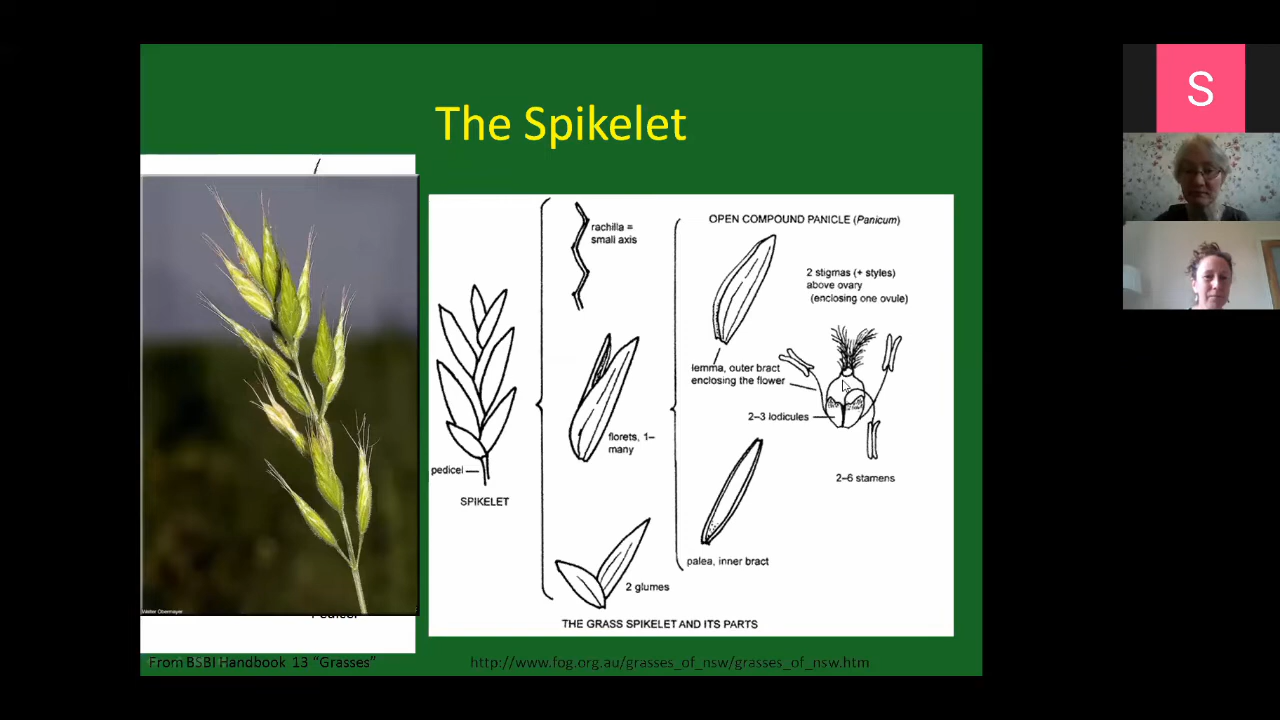 The Spikelet
S
rachilla =
small axis
OPEN COMPOUND PANICLE (Panicum)
2 stigmas (+ styles)
above ovary
(enclosing one ovule)
lemma, outer bract
enclosing the flower
2–3 lodicules
florets, 1–
many
pedicel
2–6 stamens
SPIKELET
palea, inner bract
2 glumes
THE GRASS SPIKELET AND ITS PARTS
Walter Obermayer
Pedicel
From BSBI Handbook 13 “Grasses”
http://www.fog.org.au/grasses_of_nsw/grasses_of_nsw.htm